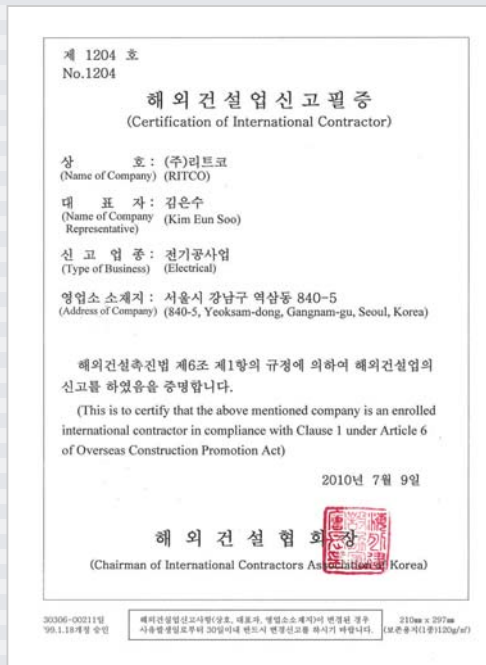 제 1204 호
No.1204
해외건설업신고필증
(Certification of International Contractor)
상 호 : (주)리트코
(Name of Company) (RITCO)
대 표 자 : 김은수
(Name of Company Representative) (Kim Eun Soo)
신 고 업 종 : 전기공사업
(Type of Business) (Electrical)
영업소 소재지 : 서울시 강남구 역삼동 840-5
(Address of Company) (840-5, Yeoksam-dong, Gangnam-gu, Seoul, Korea)
해외건설촉진법 제6조 제1항의 규정에 의하여 해외건설업의
신고를 하였음을 증명합니다.
(This is to certify that the above mentioned company is an enrolled
international contractor in compliance with Clause 1 under Article 6
of Overseas Construction Promotion Act)
2010년 7월 9일
해 외 건 설 협 회 장
(Chairman of International Contractors Association of Korea)
30306-00211일
'99.1.18개정 승인
해외건설업신고사항(상호, 대표자, 영업소소재지)이 변경된 경우
사유발생일로부터 30일이내 반드시 변경신고를 하시기 바랍니다.
210㎜ x 297㎜
(보존용지(1종)120g/㎡)